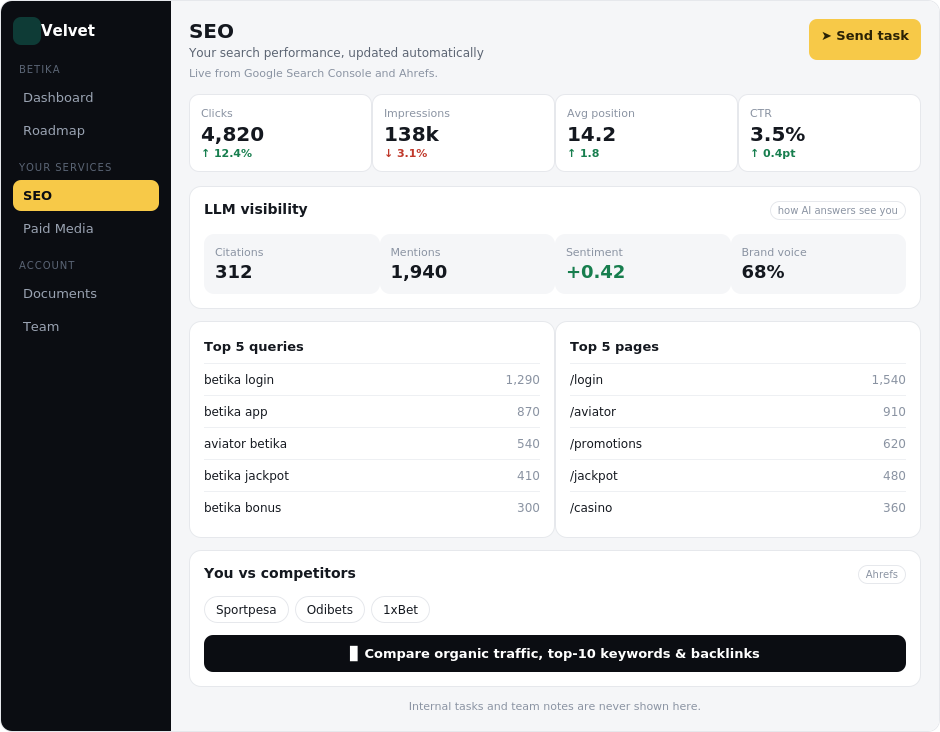 Velvet
BETIKA
Dashboard
Roadmap
YOUR SERVICES
SEO
Paid Media
ACCOUNT
Documents
Team
SEO
Your search performance, updated automatically
Live from Google Search Console and Ahrefs.
➤ Send task
Clicks
4,820
↑ 12.4%
Impressions
138k
↓ 3.1%
Avg position
14.2
↑ 1.8
CTR
3.5%
↑ 0.4pt
LLM visibility
how AI answers see you
Citations
312
Mentions
1,940
Sentiment
+0.42
Brand voice
68%
Top 5 queries
betika login 1,290
betika app 870
aviator betika 540
betika jackpot 410
betika bonus 300
Top 5 pages
/login 1,540
/aviator 910
/promotions 620
/jackpot 480
/casino 360
You vs competitors
Ahrefs
Sportpesa
Odibets
1xBet
Compare organic traffic, top-10 keywords & backlinks
Internal tasks and team notes are never shown here.